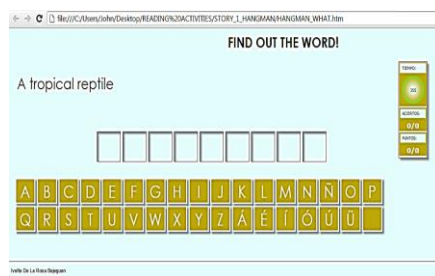 file:///C:/Users/John/Desktop/READING%20ACTIVITIES/STORY_1_HANGMAN/HANGMAN_WHAT.htm
FIND OUT THE WORD!
TIEMPO:
A tropical reptile
ACIERTOS:
0/0
PUNTOS:
0/0
A B C D E F G H I J K L M N Ñ O P
Q R S T U V W X Y Z Á É Í Ó Ú Ü